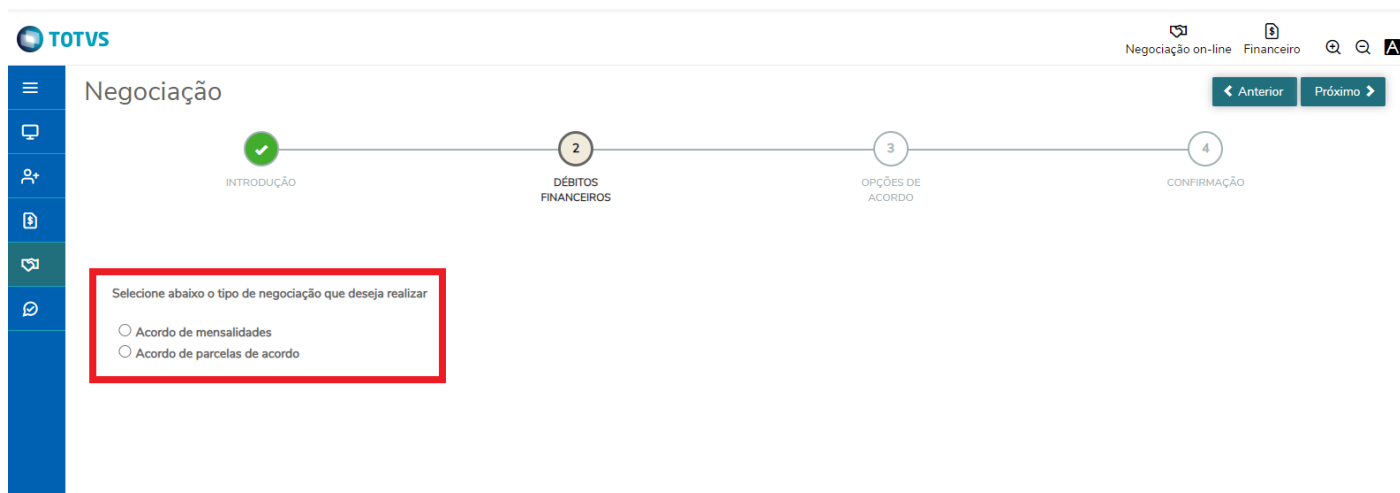 TOTVS
Negociação on-line Financeiro A
Negociação
Anterior Próximo
2 3 4
INTRODUÇÃO
DÉBITOS
FINANCEIROS
OPÇÕES DE
ACORDO
CONFIRMAÇÃO
Selecione abaixo o tipo de negociação que deseja realizar
Acordo de mensalidades
Acordo de parcelas de acordo